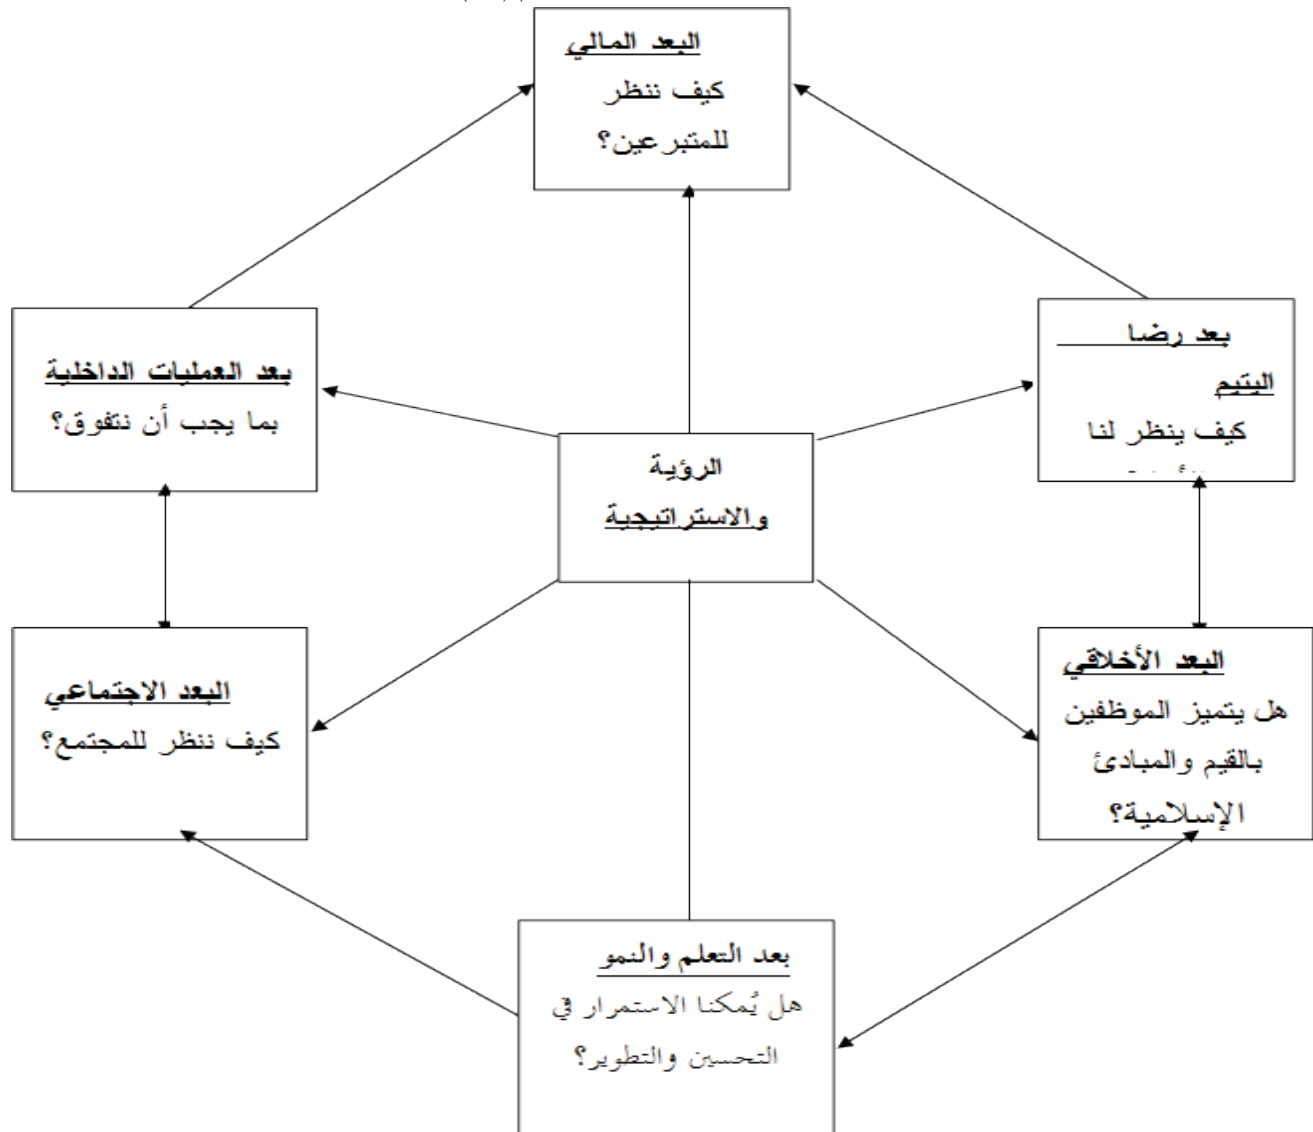 البعد المالي
كيف ننظر
للمتبرعين؟
بعد رضا
اليتيم
كيف ينظر لنا
بعد العمليات الداخلية
بما يجب أن نتفوق؟
الرؤية
والاستراتيجية
البعد الأخلاقي
هل يتميز الموظفين
بالقيم والمبادئ
الإسلامية؟
البعد الاجتماعي
كيف ننظر للمجتمع؟
بعد التعلم والنمو
هل يُمكنا الاستمرار في
التحسين والتطوير؟